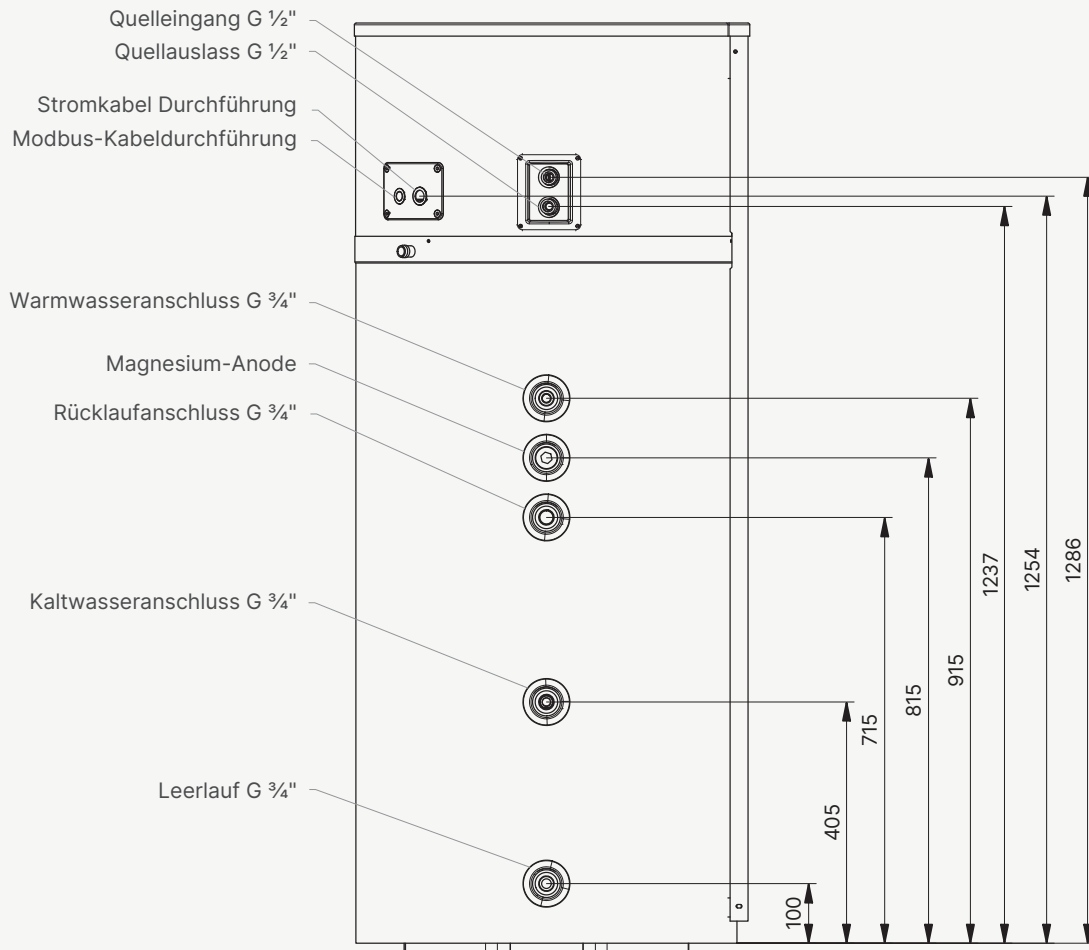 Quelleingang G ½"
Quellauslass G ½"
Stromkabel Durchführung
Modbus-Kabeldurchführung
Warmwasseranschluss G ¾"
Magnesium-Anode
Rücklaufanschluss G ¾"
Kaltwasseranschluss G ¾"
Leerlauf G ¾"
100
405
715
815
915
1237
1254
1286